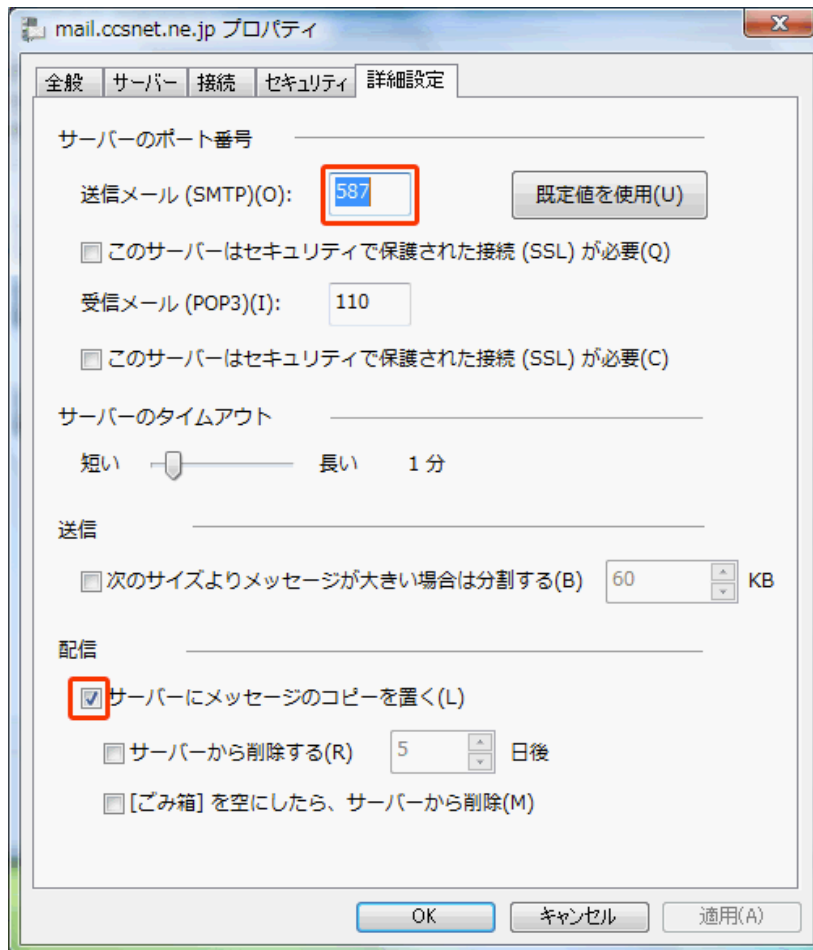 mail.ccsnet.ne.jp プロパティ
全般 サーバー 接続 セキュリティ 詳細設定
サーバーのポート番号
送信メール (SMTP)(O): 587 既定値を使用(U)
このサーバーはセキュリティで保護された接続 (SSL) が必要(Q)
受信メール (POP3)(I): 110
このサーバーはセキュリティで保護された接続 (SSL) が必要(C)
サーバーのタイムアウト
短い 長い 1 分
送信
次のサイズよりメッセージが大きい場合は分割する(B) 60 KB
配信
サーバーにメッセージのコピーを置く(L)
サーバーから削除する(R) 5 日後
[ごみ箱] を空にしたら、サーバーから削除(M)
OK キャンセル 適用(A)